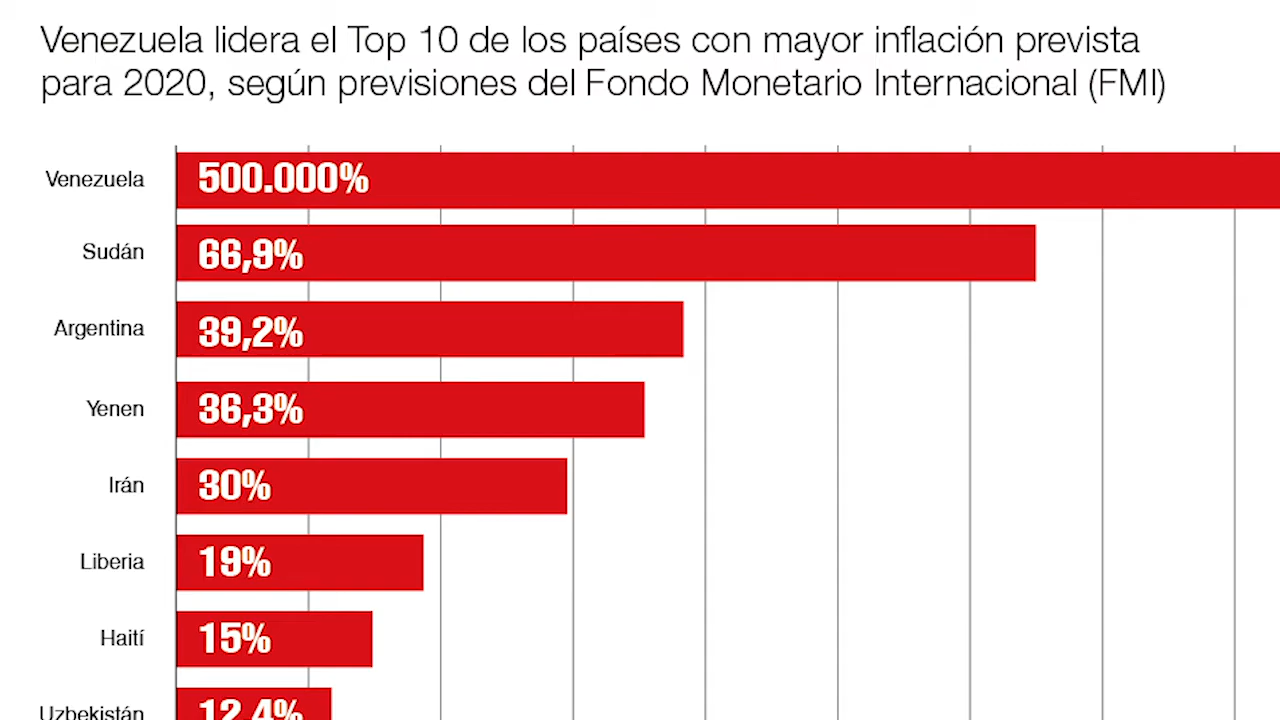 Venezuela lidera el Top 10 de los países con mayor inflación prevista
para 2020, según previsiones del Fondo Monetario Internacional (FMI)
Venezuela 500.000%
Sudán 66,9%
Argentina 39,2%
Yenen 36,3%
Irán 30%
Liberia 19%
Haití 15%
Uzbekistán 12,4%